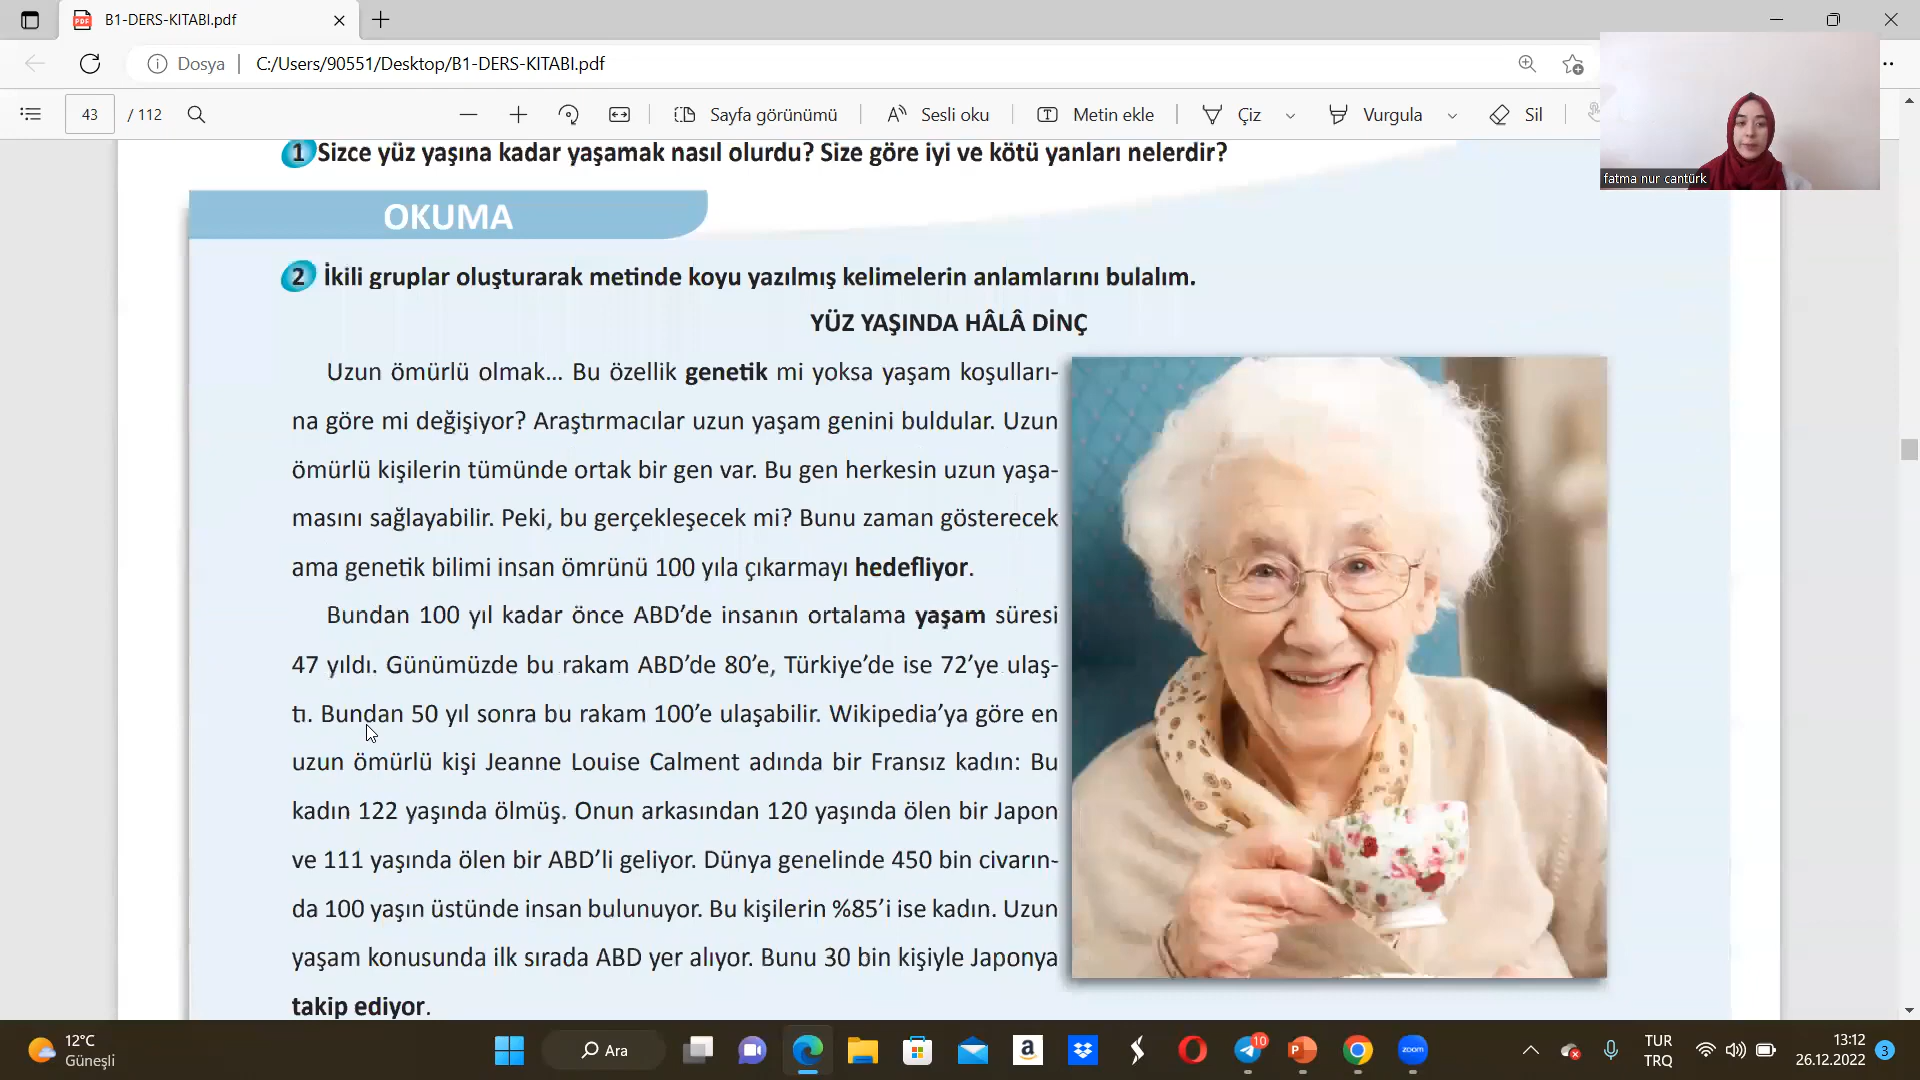 B1-DERS-KITABI.pdf
Dosya
C:/Users/90551/Desktop/B1-DERS-KITABI.pdf
43
/ 112
Sayfa görünümü
Sesli oku
Metin ekle
Çiz
Vurgula
Sil
fatma nur cantürk
1 Sizce yüz yaşına kadar yaşamak nasıl olurdu? Size göre iyi ve kötü yanları nelerdir?
OKUMA
2 İkili gruplar oluşturarak metinde koyu yazılmış kelimelerin anlamlarını bulalım.
YÜZ YAŞINDA HÂLÂ DİNÇ
Uzun ömürlü olmak... Bu özellik genetik mi yoksa yaşam koşulları-
na göre mi değişiyor? Araştırmacılar uzun yaşam genini buldular. Uzun
ömürlü kişilerin tümünde ortak bir gen var. Bu gen herkesin uzun yaşa-
masını sağlayabilir. Peki, bu gerçekleşecek mi? Bunu zaman gösterecek
ama genetik bilimi insan ömrünü 100 yıla çıkarmayı hedefliyor.
Bundan 100 yıl kadar önce ABD’de insanın ortalama yaşam süresi
47 yıldı. Günümüzde bu rakam ABD’de 80’e, Türkiye’de ise 72’ye ulaş-
tı. Bundan 50 yıl sonra bu rakam 100’e ulaşabilir. Wikipedia’ya göre en
uzun ömürlü kişi Jeanne Louise Calment adında bir Fransız kadın: Bu
kadın 122 yaşında ölmüş. Onun arkasından 120 yaşında ölen bir Japon
ve 111 yaşında ölen bir ABD’li geliyor. Dünya genelinde 450 bin civarın-
da 100 yaşın üstünde insan bulunuyor. Bu kişilerin %85’i ise kadın. Uzun
yaşam konusunda ilk sırada ABD yer alıyor. Bunu 30 bin kişiyle Japonya
takip ediyor.
12°C
Güneşli
Ara
10
zoom
TUR
TRQ
13:12
26.12.2022
3